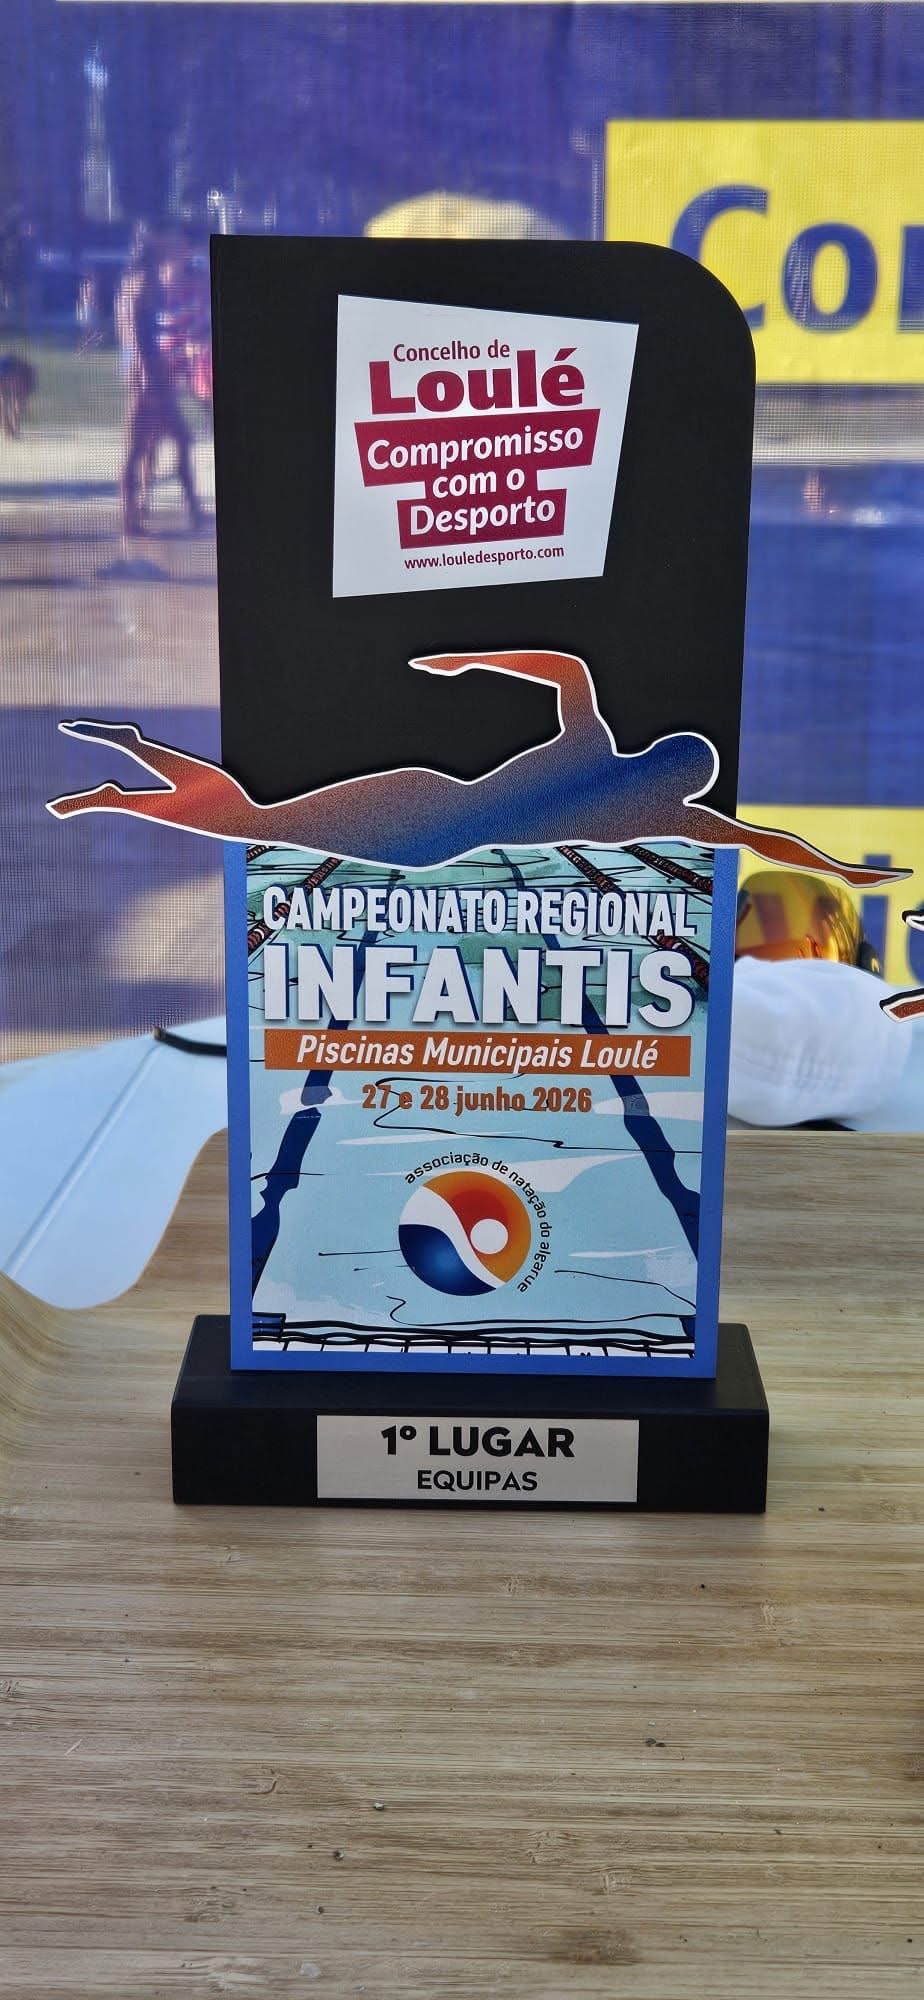 Con
Concelho de
Loulé
Compromisso
com o
Desporto
www.louledesporto.com
CAMPEONATO REGIONAL
INFANTIS
Piscinas Municipais Loulé
27 e 28 junho 2026
associação de natação do algarve
1º LUGAR
EQUIPAS